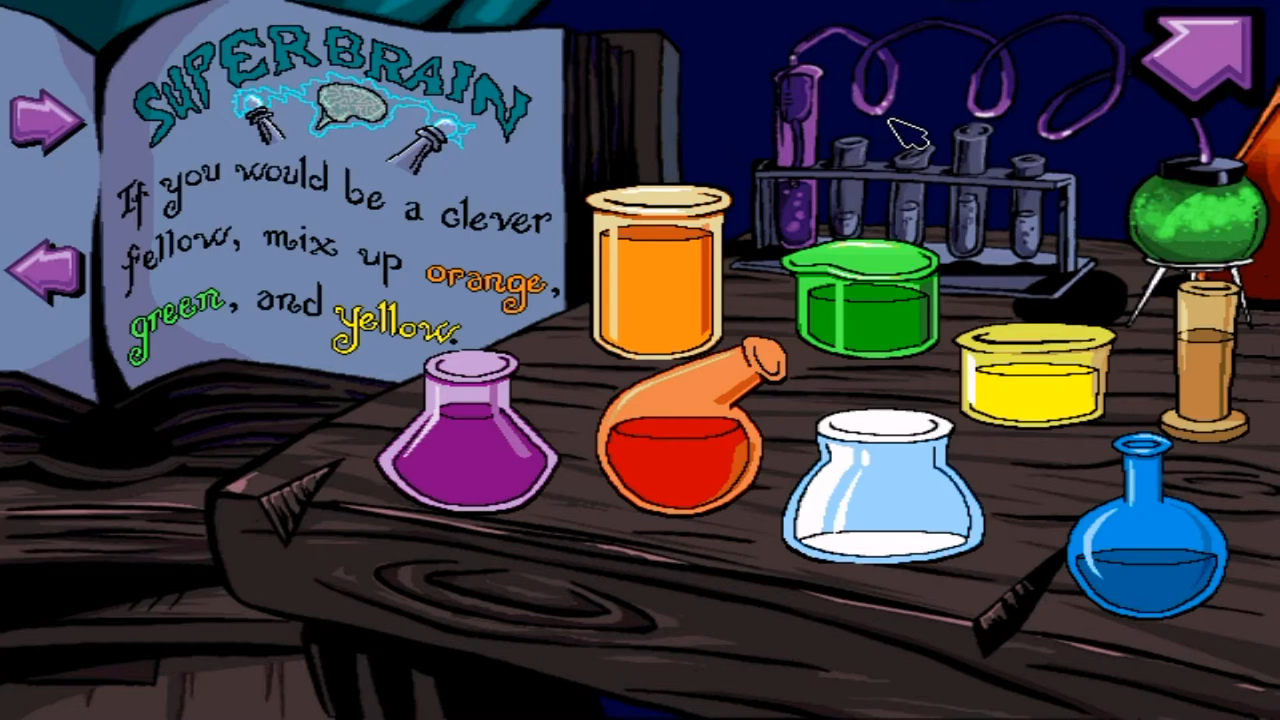 SUPERBRAIN
If you would be a clever
fellow, mix up orange,
green, and yellow.